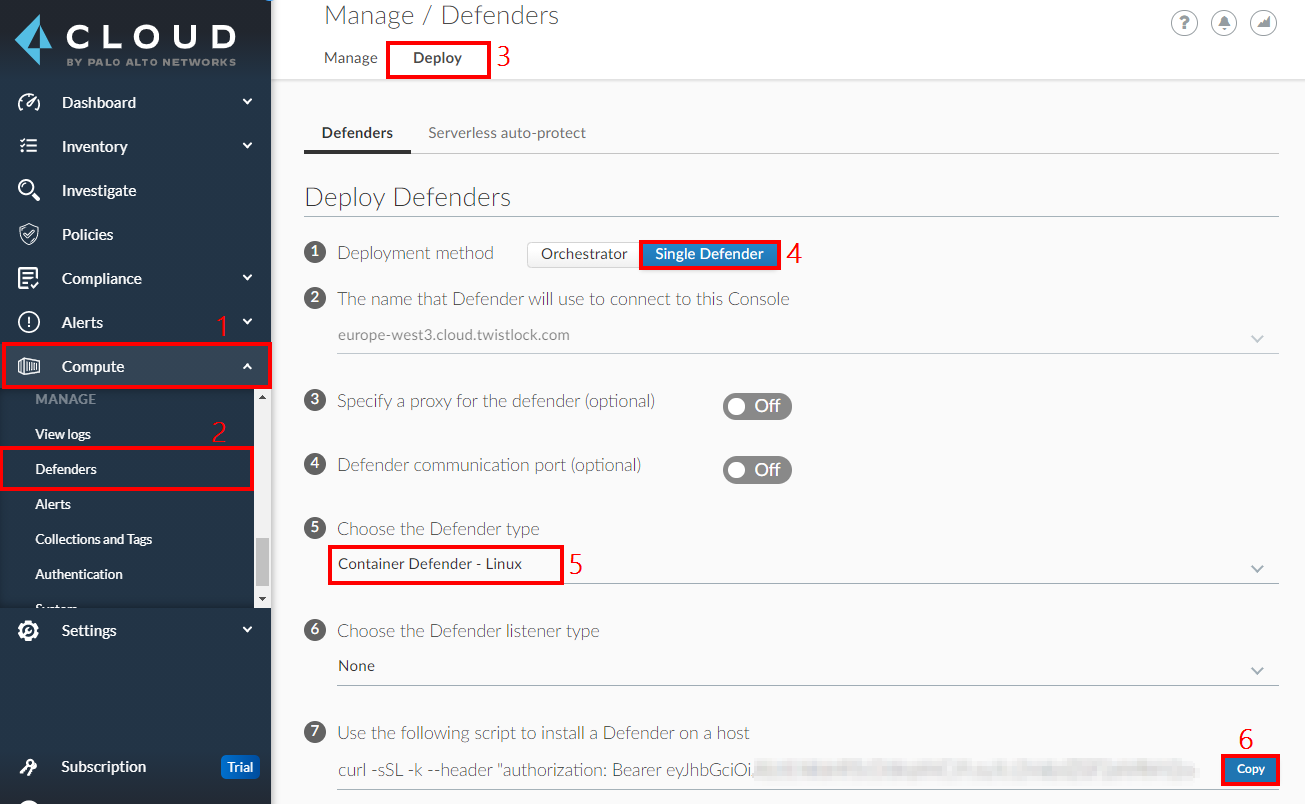 CLOUD
BY PALO ALTO NETWORKS
Dashboard
Inventory
Investigate
Policies
Compliance
Alerts
1
Compute
MANAGE
View logs
2
Defenders
Alerts
Collections and Tags
Authentication
System
Settings
Subscription Trial
Manage / Defenders
?
Manage Deploy 3
Defenders Serverless auto-protect
Deploy Defenders
1 Deployment method Orchestrator Single Defender 4
2 The name that Defender will use to connect to this Console
europe-west3.cloud.twistlock.com
3 Specify a proxy for the defender (optional) Off
4 Defender communication port (optional) Off
5 Choose the Defender type
Container Defender - Linux 5
6 Choose the Defender listener type
None
7 Use the following script to install a Defender on a host
6
curl -sSL -k --header "authorization: Bearer eyJhbGciOi
Copy